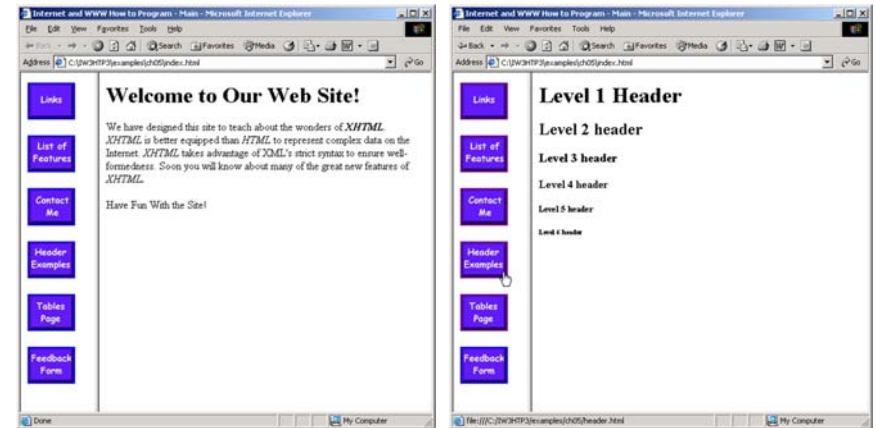 Internet and WWW How to Program - Main - Microsoft Internet Explorer
File Edit View Favorites Tools Help
Back Search Favorites Media
Address C:\IW3HTP3\examples\ch05\index.html Go
Links
List of
Features
Contact
Me
Header
Examples
Tables
Page
Feedback
Form
Welcome to Our Web Site!
We have designed this site to teach about the wonders of XHTML.
XHTML is better equipped than HTML to represent complex data on the
Internet. XHTML takes advantage of XML's strict syntax to ensure well-
formedness. Soon you will know about many of the great new features of
XHTML.
Have Fun With the Site!
Done My Computer
Internet and WWW How to Program - Main - Microsoft Internet Explorer
File Edit View Favorites Tools Help
Back Search Favorites Media
Address C:\IW3HTP3\examples\ch05\index.html Go
Links
List of
Features
Contact
Me
Header
Examples
Tables
Page
Feedback
Form
Level 1 Header
Level 2 header
Level 3 header
Level 4 header
Level 5 header
Level 6 header
file:///C:/IW3HTP3/examples/ch05/header.html My Computer